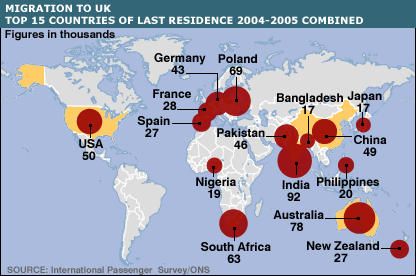 MIGRATION TO UK
TOP 15 COUNTRIES OF LAST RESIDENCE 2004-2005 COMBINED
Figures in thousands
Germany
43
Poland
69
France
28
Spain
27
Bangladesh
17
Japan
17
USA
50
Pakistan
46
China
49
Nigeria
19
India
92
Philippines
20
Australia
78
South Africa
63
New Zealand
27
SOURCE: International Passenger Survey/ONS